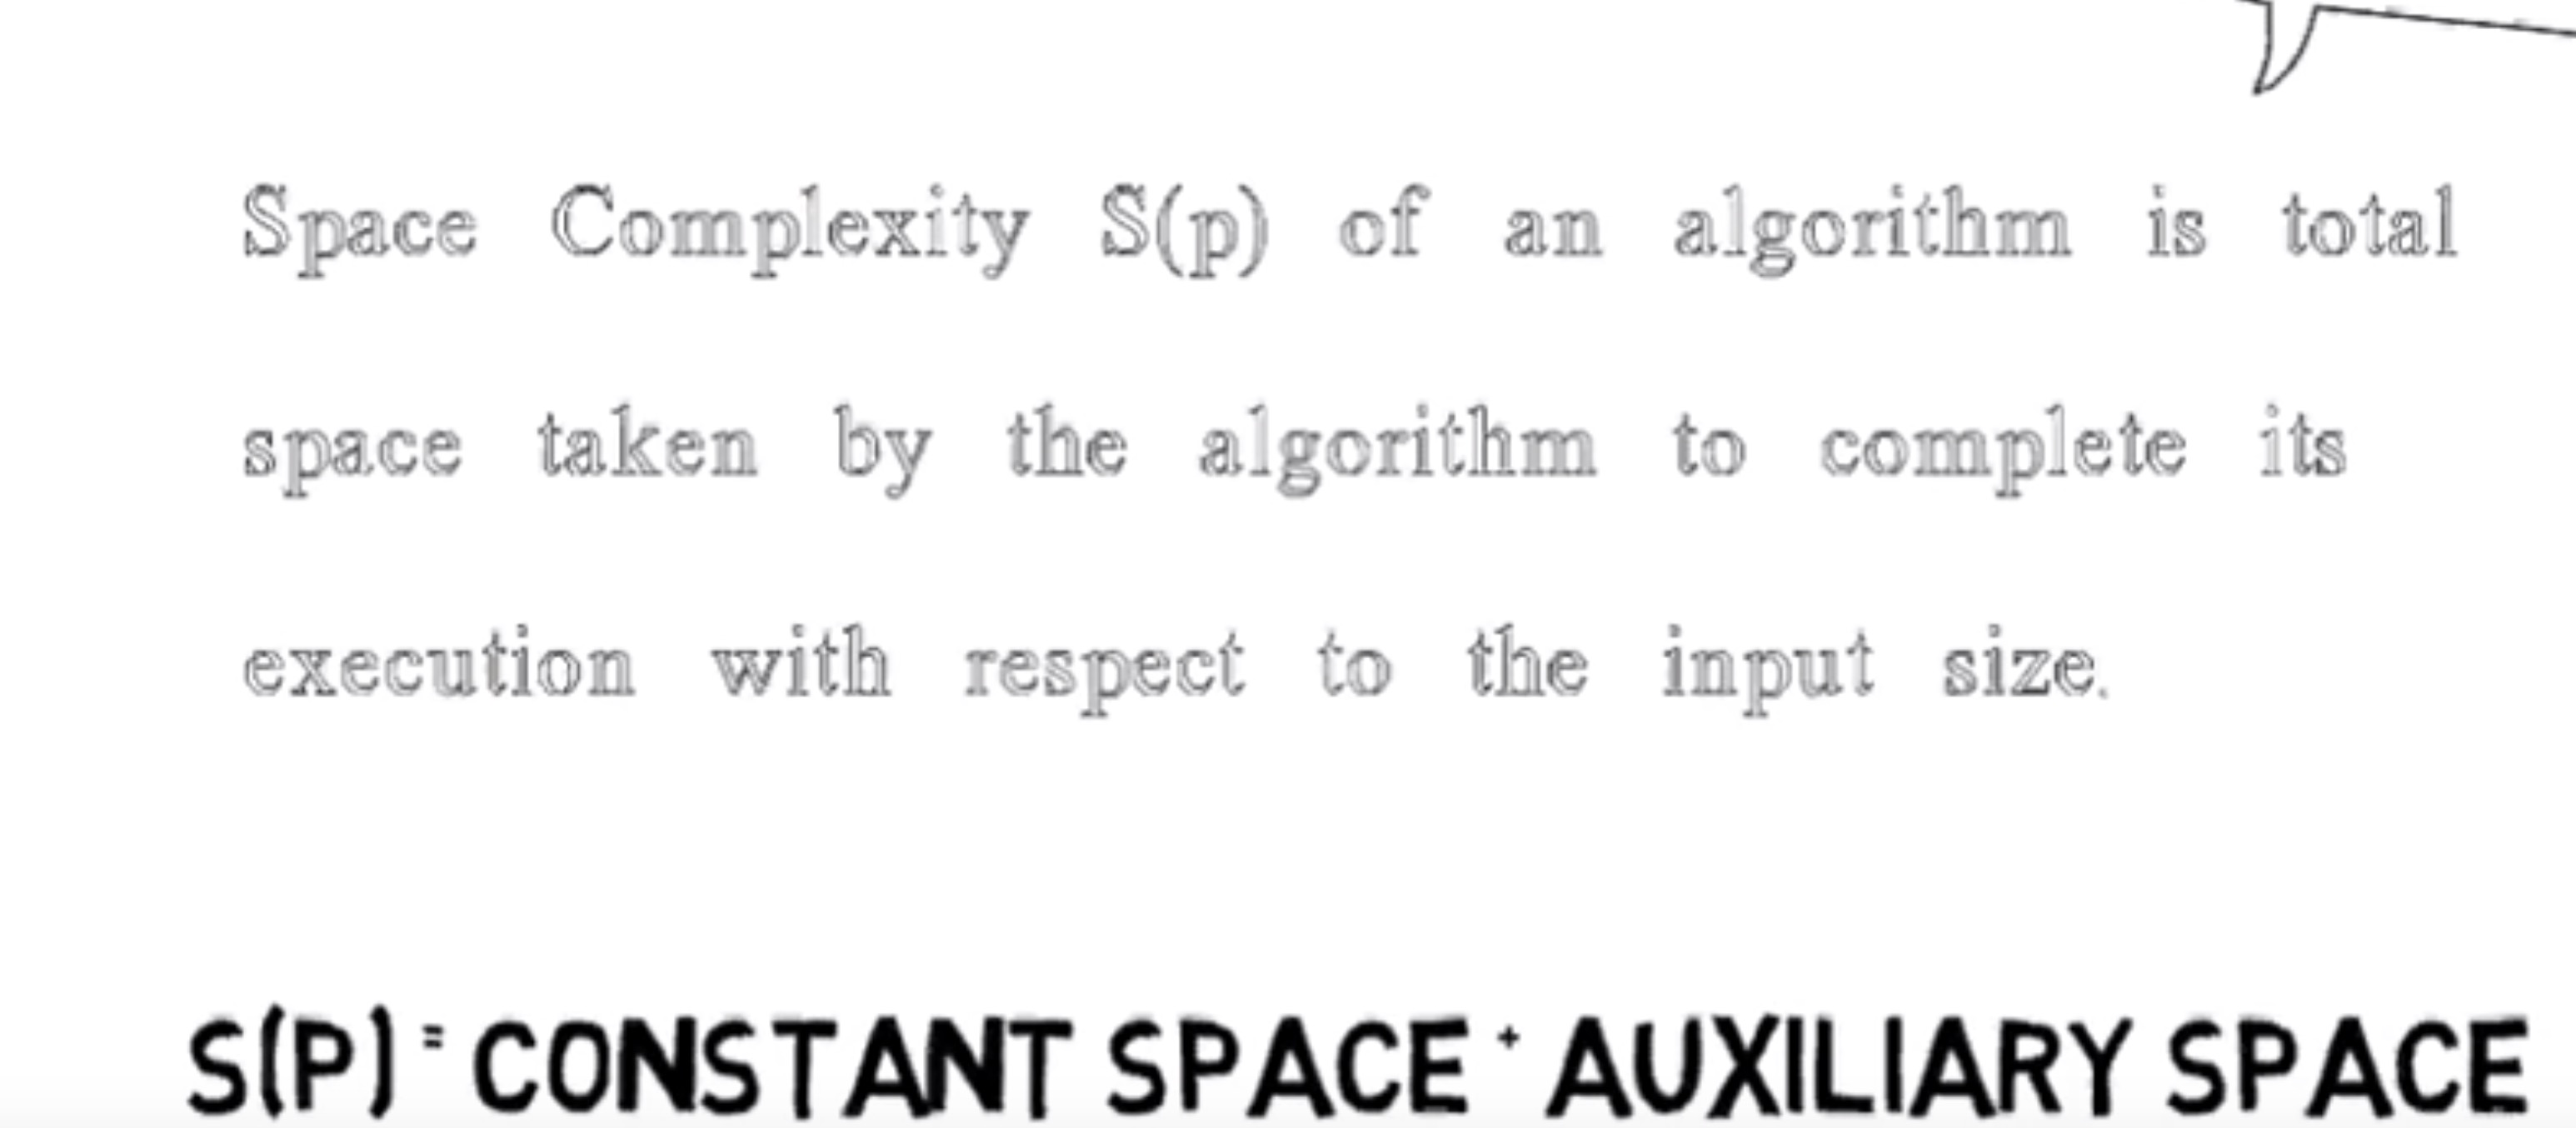 Space Complexity S(p) of an algorithm is total
space taken by the algorithm to complete its
execution with respect to the input size.
S(P) = CONSTANT SPACE + AUXILIARY SPACE